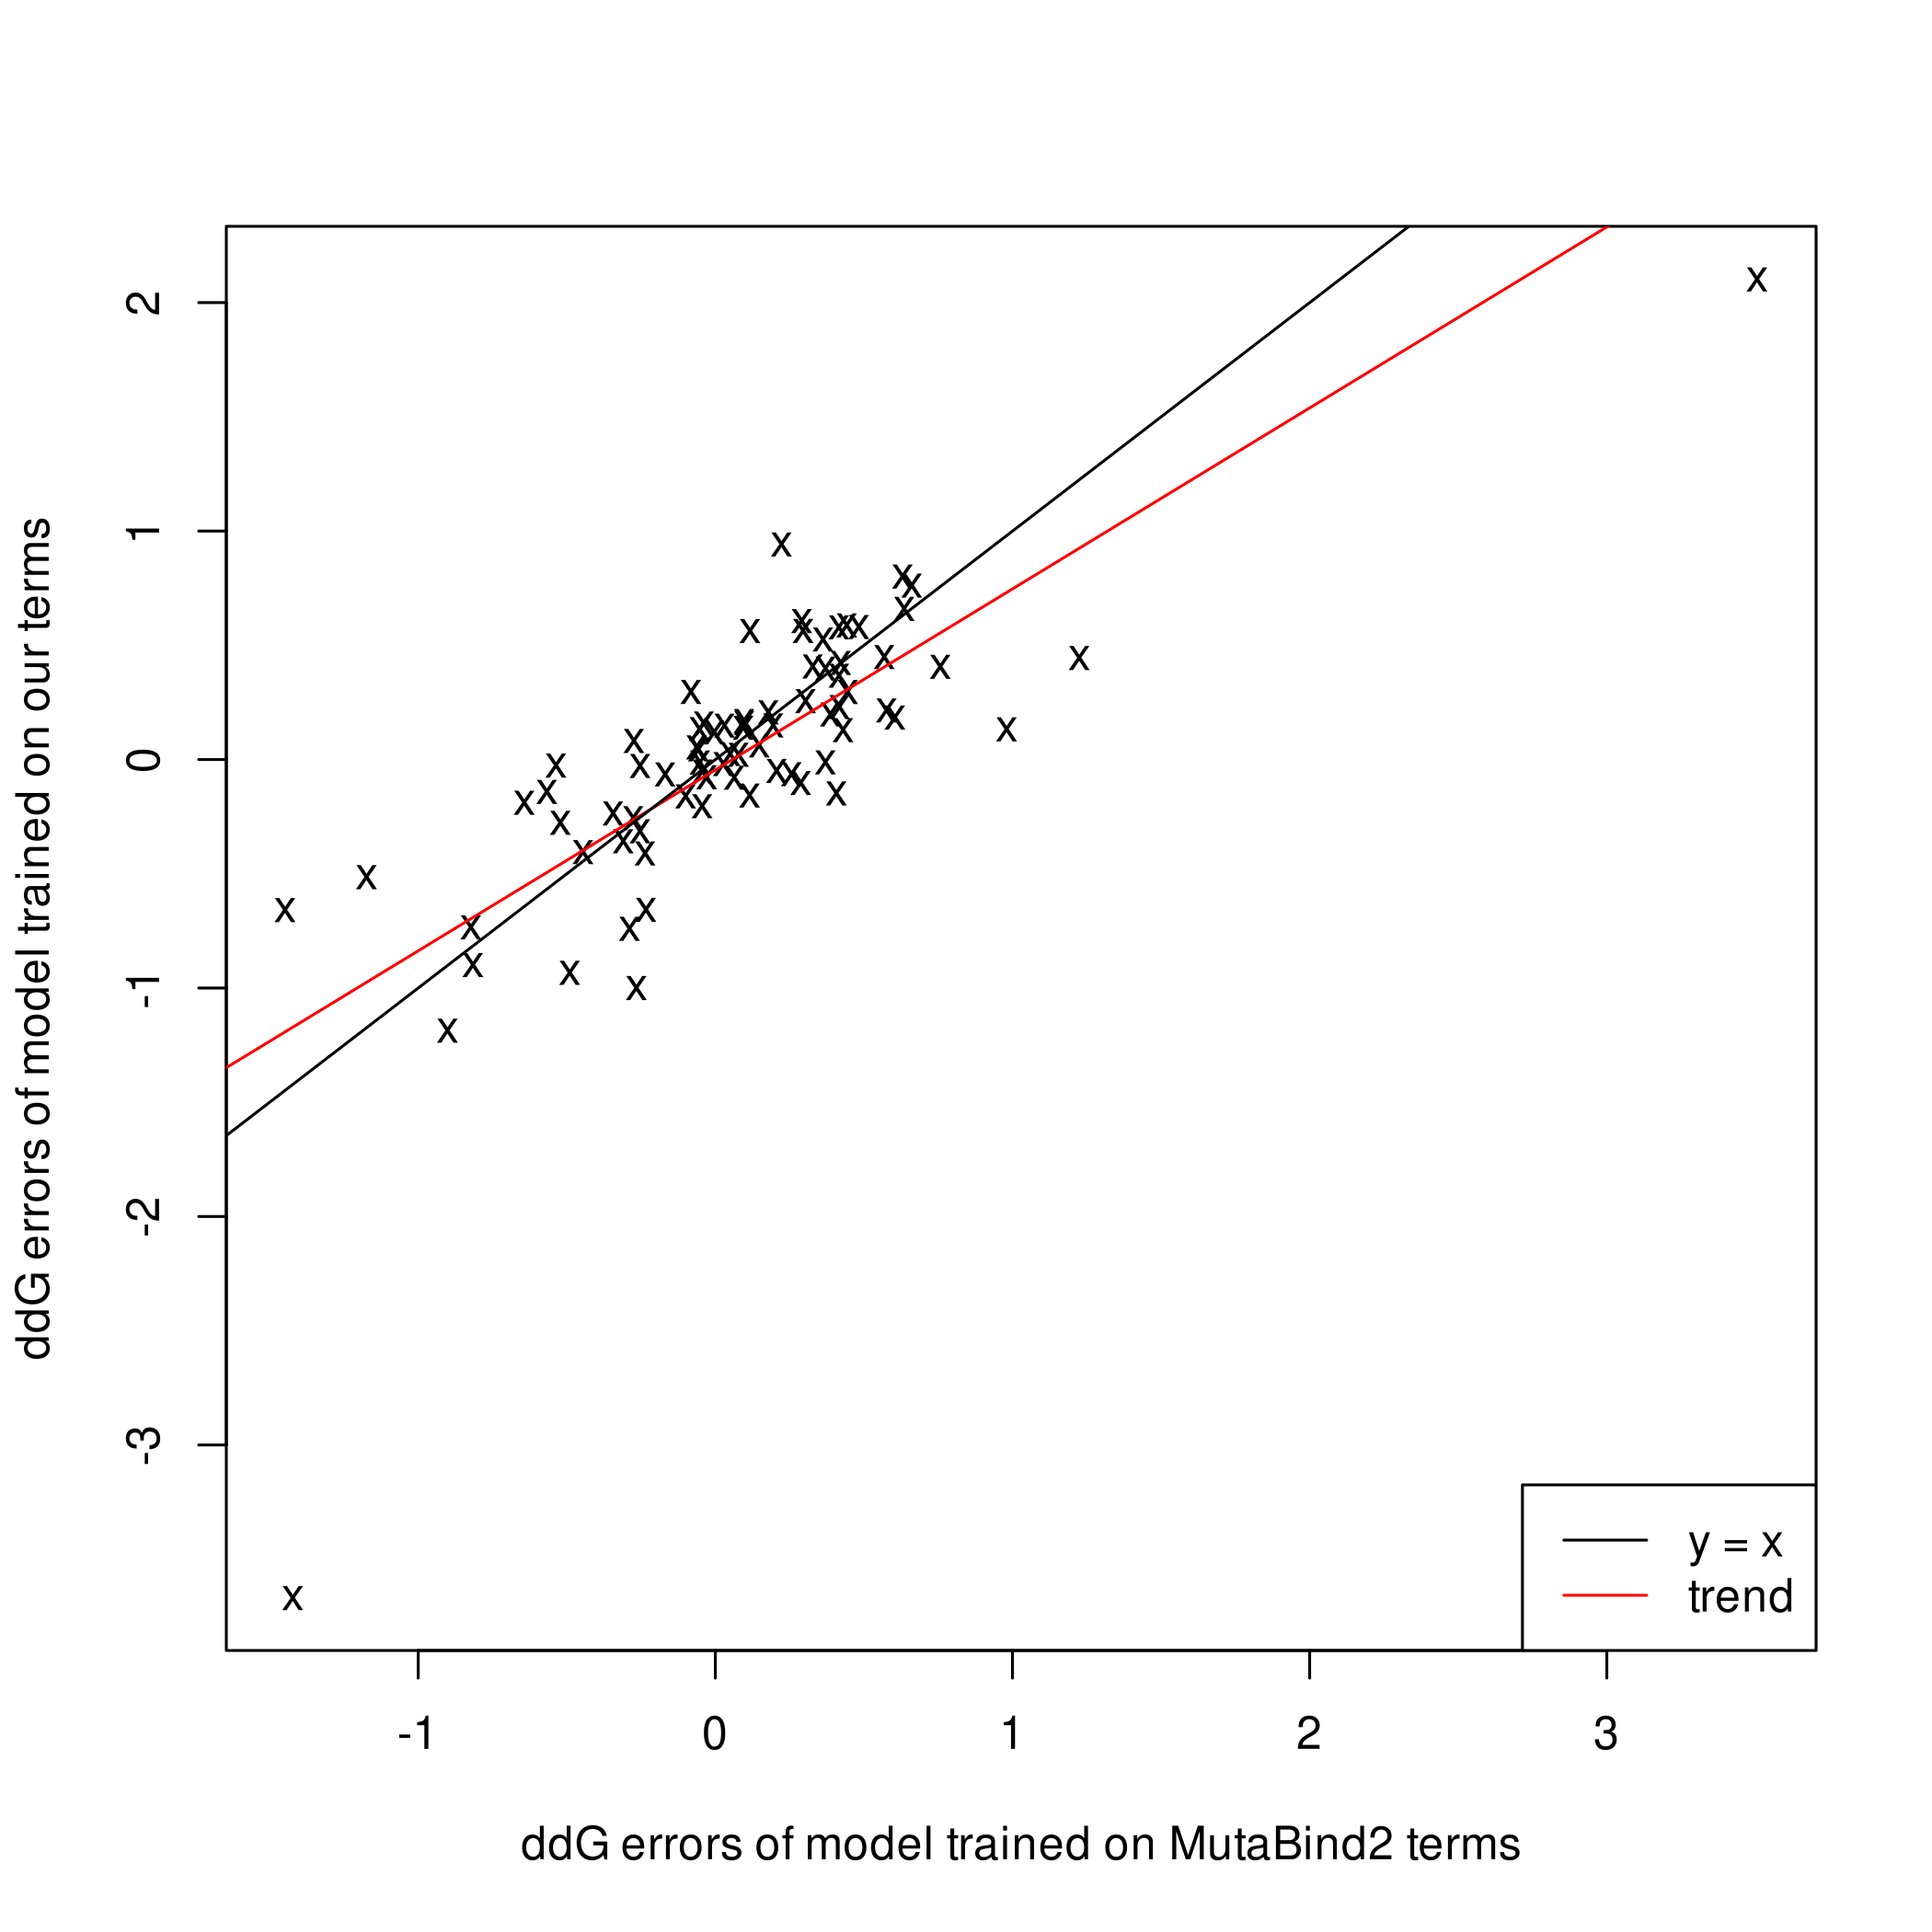 ddG errors of model trained on our terms
2
1
0
-1
-2
-3
y = x
trend
-1 0 1 2 3
ddG errors of model trained on MutaBind2 terms